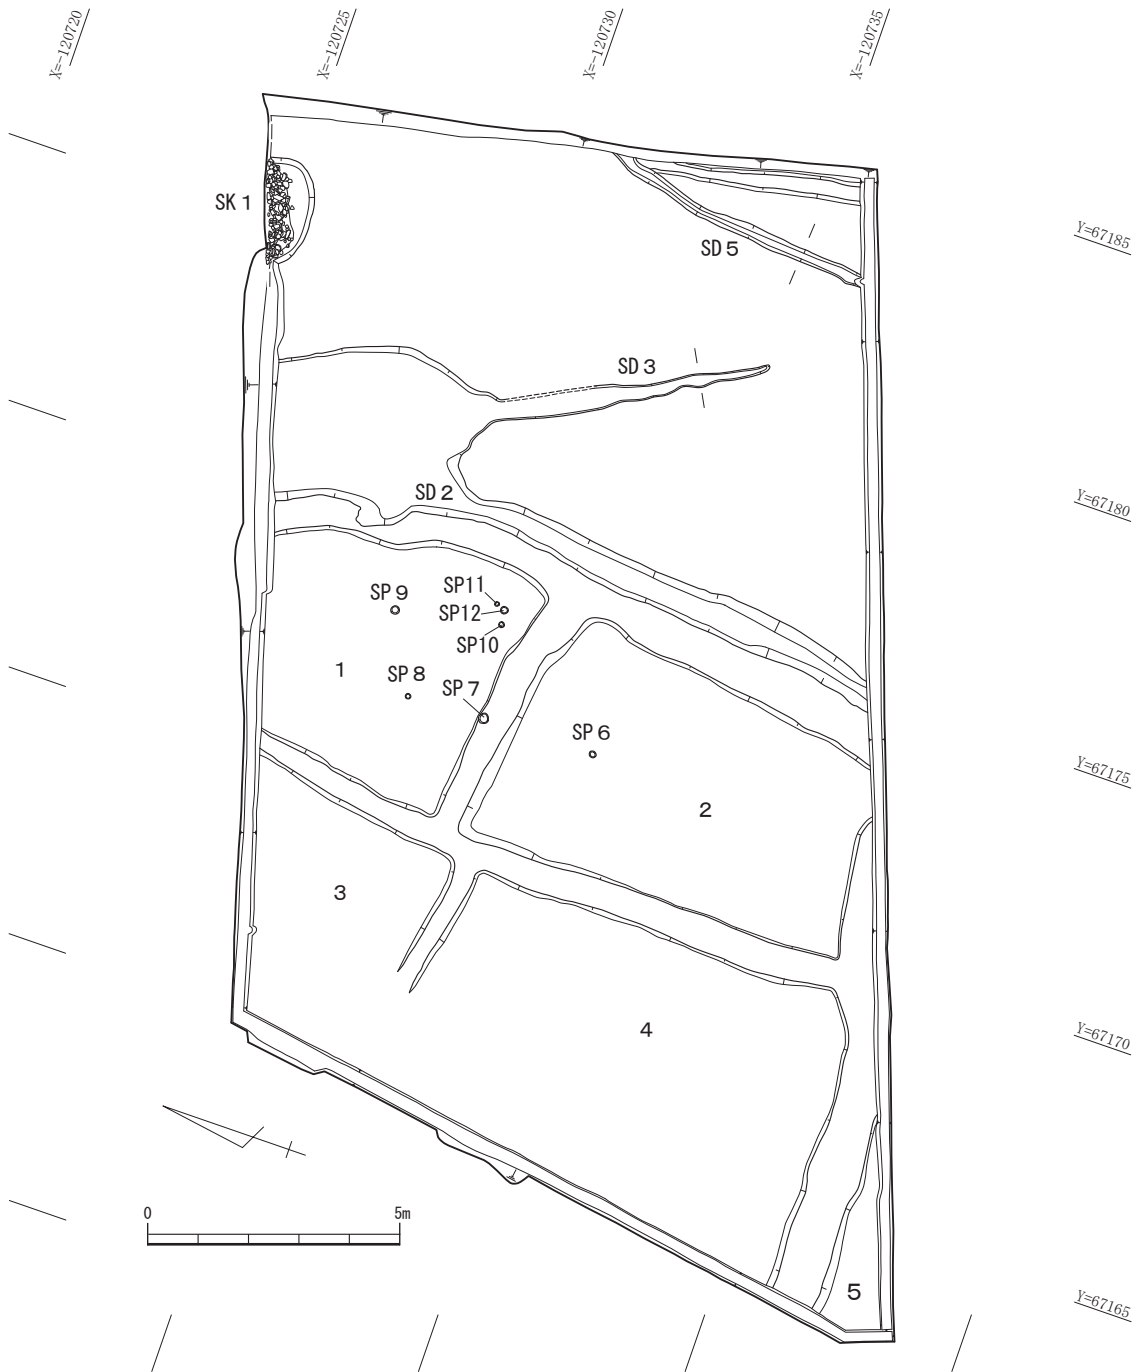 X=-120720
X=-120725
X=-120730
X=-120735
SK 1
SD 5
Y=67185
SD 3
SD 2
Y=67180
SP 9
SP11
SP12
SP10
1
SP 8
SP 7
SP 6
Y=67175
2
3
4
Y=67170
0 5m
5
Y=67165